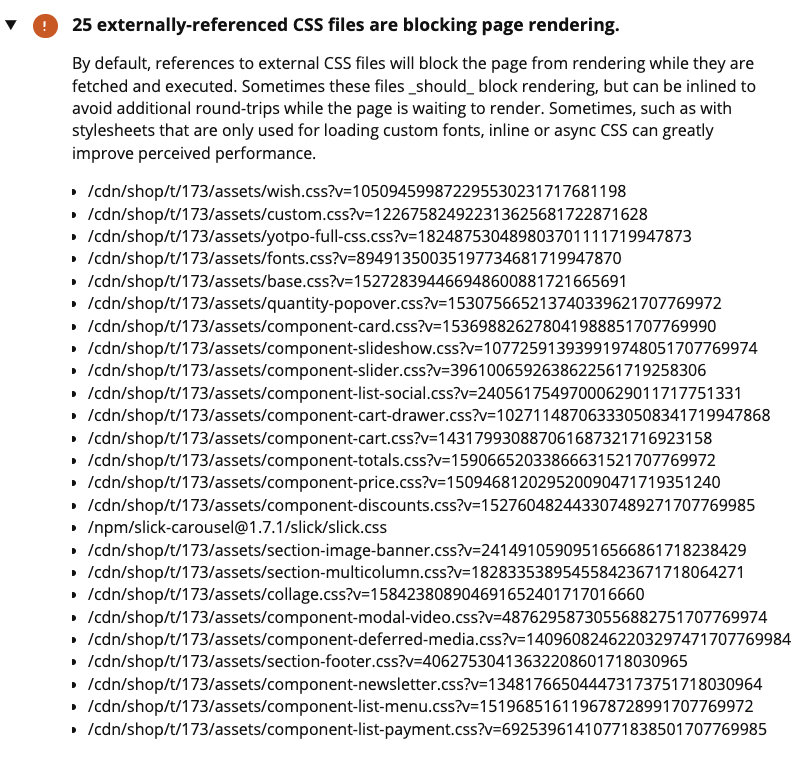 25 externally-referenced CSS files are blocking page rendering.
By default, references to external CSS files will block the page from rendering while they are
fetched and executed. Sometimes these files _should_ block rendering, but can be inlined to
avoid additional round-trips while the page is waiting to render. Sometimes, such as with
stylesheets that are only used for loading custom fonts, inline or async CSS can greatly
improve perceived performance.
/cdn/shop/t/173/assets/wish.css?v=105094599872295530231717681198
/cdn/shop/t/173/assets/custom.css?v=122675824922313625681722871628
/cdn/shop/t/173/assets/yotpo-full-css.css?v=182487530489803701111719947873
/cdn/shop/t/173/assets/fonts.css?v=89491350035197734681719947870
/cdn/shop/t/173/assets/base.css?v=152728394466948600881721665691
/cdn/shop/t/173/assets/quantity-popover.css?v=153075665213740339621707769972
/cdn/shop/t/173/assets/component-card.css?v=153698826278041988851707769990
/cdn/shop/t/173/assets/component-slideshow.css?v=107725913939919748051707769974
/cdn/shop/t/173/assets/component-slider.css?v=3961006592638622561719258306
/cdn/shop/t/173/assets/component-list-social.css?v=24056175497000629011717751331
/cdn/shop/t/173/assets/component-cart-drawer.css?v=102711487063330508341719947868
/cdn/shop/t/173/assets/component-cart.css?v=143179930887061687321716923158
/cdn/shop/t/173/assets/component-totals.css?v=15906652033866631521707769972
/cdn/shop/t/173/assets/component-price.css?v=150946812029520090471719351240
/cdn/shop/t/173/assets/component-discounts.css?v=152760482443307489271707769985
/npm/slick-carousel@1.7.1/slick/slick.css
/cdn/shop/t/173/assets/section-image-banner.css?v=24149105909516566861718238429
/cdn/shop/t/173/assets/section-multicolumn.css?v=182833538954558423671718064271
/cdn/shop/t/173/assets/collage.css?v=158423808904691652401717016660
/cdn/shop/t/173/assets/component-modal-video.css?v=48762958730556882751707769974
/cdn/shop/t/173/assets/component-deferred-media.css?v=14096082462203297471707769984
/cdn/shop/t/173/assets/section-footer.css?v=40627530413632208601718030965
/cdn/shop/t/173/assets/component-newsletter.css?v=134817665044473173751718030964
/cdn/shop/t/173/assets/component-list-menu.css?v=151968516119678728991707769972
/cdn/shop/t/173/assets/component-list-payment.css?v=69253961410771838501707769985